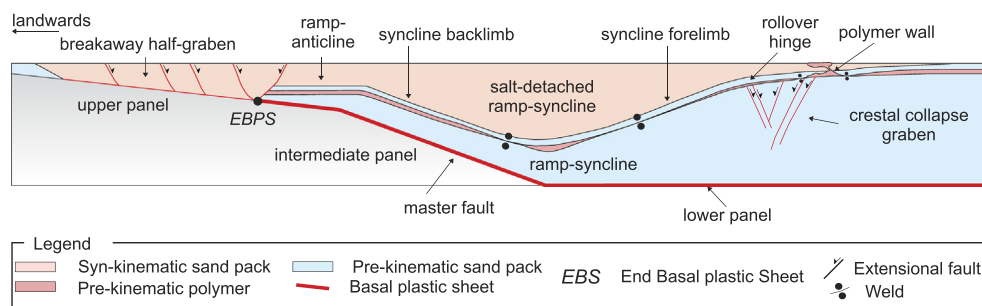 landwards
breakaway half-graben
ramp-
anticline
syncline backlimb
syncline forelimb
rollover
hinge
polymer wall
upper panel
EBPS
salt-detached
ramp-syncline
crestal collapse
graben
intermediate panel
ramp-syncline
master fault
lower panel
Legend
Syn-kinematic sand pack
Pre-kinematic sand pack
EBS End Basal plastic Sheet
Extensional fault
Pre-kinematic polymer
Basal plastic sheet
Weld